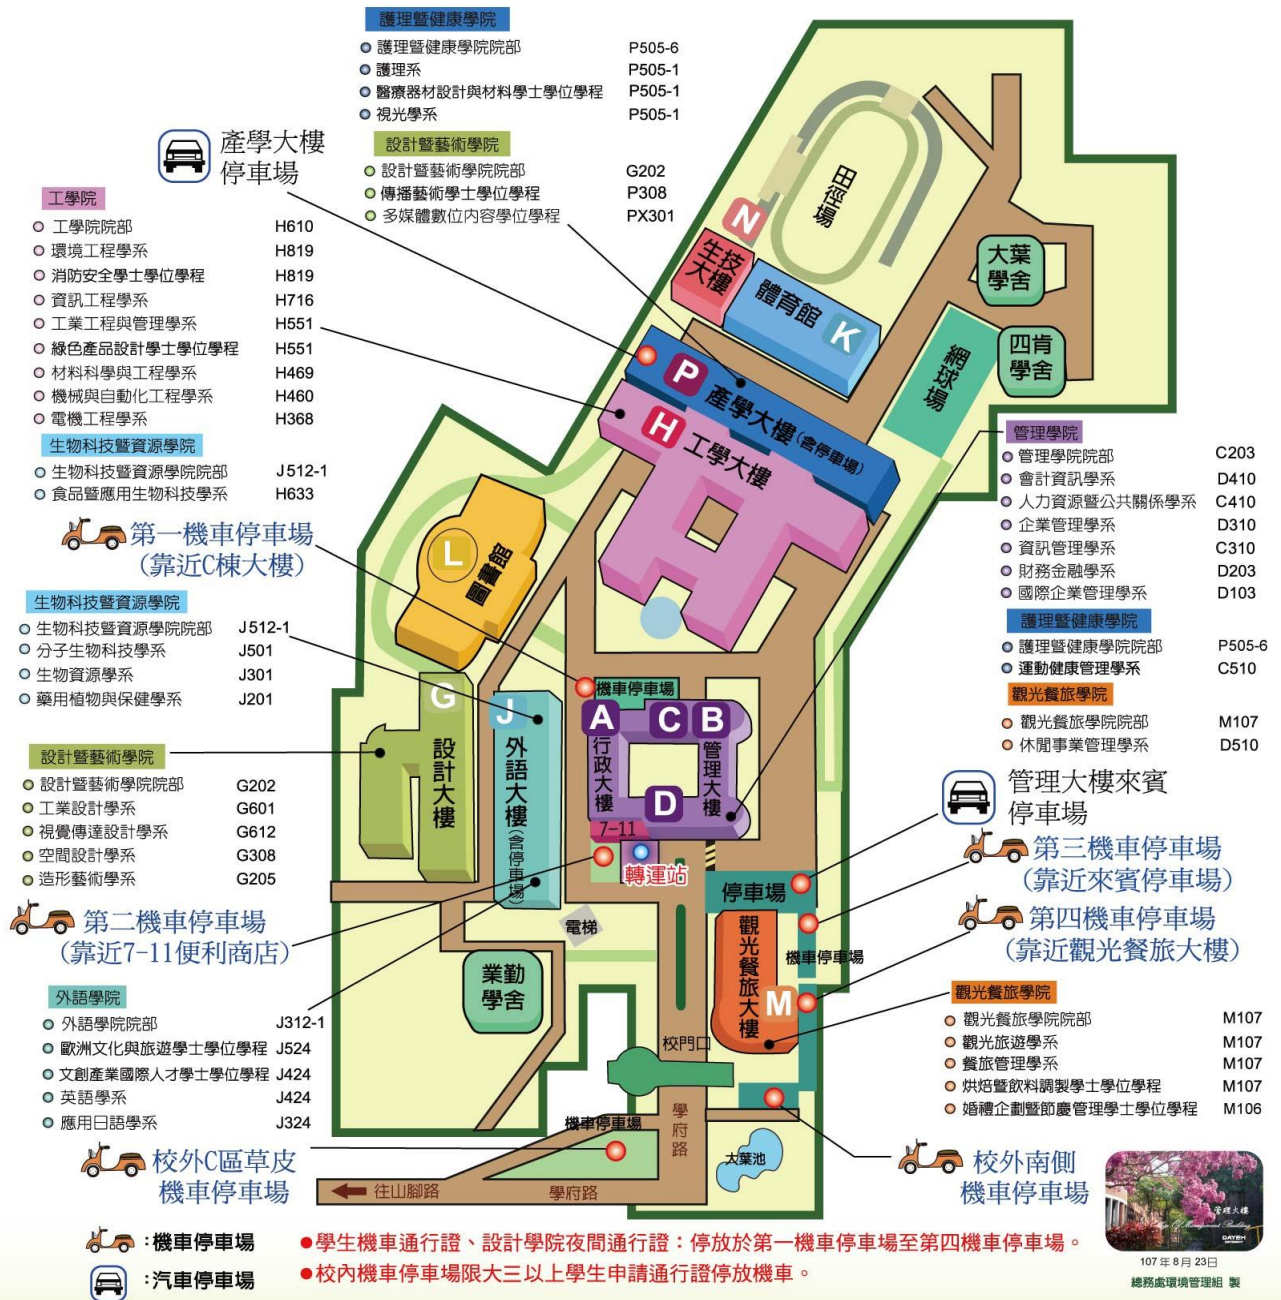 護理暨健康學院
護理暨健康學院院部 P505-6
護理系 P505-1
醫療器材設計與材料學士學位學程 P505-1
視光學系 P505-1
設計暨藝術學院
設計暨藝術學院院部 G202
傳播藝術學士學位學程 P308
多媒體數位內容學位學程 PX301
產學大樓
停車場
工學院
工學院院部 H610
環境工程學系 H819
消防安全學士學位學程 H819
資訊工程學系 H716
工業工程與管理學系 H551
綠色產品設計學士學位學程 H551
材料科學與工程學系 H469
機械與自動化工程學系 H460
電機工程學系 H368
生物科技暨資源學院
生物科技暨資源學院院部 J512-1
食品暨應用生物科技學系 H633
第一機車停車場
(靠近C棟大樓)
生物科技暨資源學院
生物科技暨資源學院院部 J512-1
分子生物科技學系 J501
生物資源學系 J301
藥用植物與保健學系 J201
設計暨藝術學院
設計暨藝術學院院部 G202
工業設計學系 G601
視覺傳達設計學系 G612
空間設計學系 G308
造形藝術學系 G205
第二機車停車場
(靠近7-11便利商店)
外語學院
外語學院院部 J312-1
歐洲文化與旅遊學士學位學程 J524
文創產業國際人才學士學位學程 J424
英語學系 J424
應用日語學系 J324
校外C區草皮
機車停車場
田徑場
N
生技
大樓
體育館
K
大葉
學舍
四肯
學舍
網球場
P
產學大樓(含停車場)
H
工學大樓
L
圖書館
G
設計大樓
J
外語大樓(含停車場)
機車停車場
A
C
B
行政大樓
管理大樓
D
7-11
轉運站
電梯
停車場
觀光餐旅大樓
M
機車停車場
業勤
學舍
校門口
機車停車場
學府路
大葉池
往山腳路
學府路
管理學院
管理學院院部 C203
會計資訊學系 D410
人力資源暨公共關係學系 C410
企業管理學系 D310
資訊管理學系 C310
財務金融學系 D203
國際企業管理學系 D103
護理暨健康學院
護理暨健康學院院部 P505-6
運動健康管理學系 C510
觀光餐旅學院
觀光餐旅學院院部 M107
休閒事業管理學系 D510
管理大樓來賓
停車場
第三機車停車場
(靠近來賓停車場)
第四機車停車場
(靠近觀光餐旅大樓)
觀光餐旅學院
觀光餐旅學院院部 M107
觀光旅遊學系 M107
餐旅管理學系 M107
烘焙暨飲料調製學士學位學程 M107
婚禮企劃暨節慶管理學士學位學程 M106
校外南側
機車停車場
管理大樓
DAYEH
107 年 8 月 23日
總務處環境管理組 製
:機車停車場
:汽車停車場
●學生機車通行證、設計學院夜間通行證：停放於第一機車停車場至第四機車停車場。
●校內機車停車場限大三以上學生申請通行證停放機車。